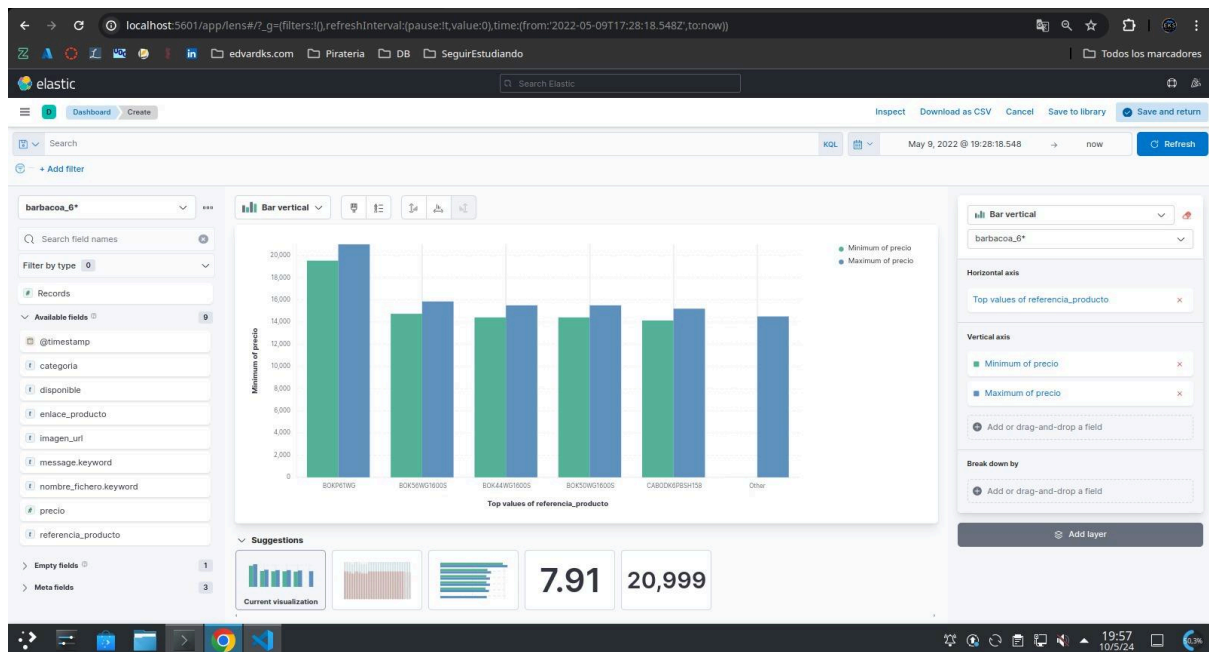 localhost:5601/app/lens#/?_g=(filters:!(),refreshInterval:(pause:!t,value:0),time:(from:'2022-05-09T17:28:18.548Z',to:now))
edvardks.com Pirateria DB SeguirEstudiando Todos los marcadores
elastic Search Elastic
D Dashboard Create Inspect Download as CSV Cancel Save to library Save and return
Search KQL May 9, 2022 @ 19:28:18.548 → now Refresh
+ Add filter
barbacoa_6*
Search field names
Filter by type 0
Records
Available fields 9
@timestamp
categoria
disponible
enlace_producto
imagen_url
message.keyword
nombre_fichero.keyword
precio
referencia_producto
Empty fields 1
Meta fields 3
Bar vertical
Minimum of precio
20,000
18,000
16,000
14,000
12,000
10,000
8,000
6,000
4,000
2,000
0
BOKP61WG BOK56WG1600S BOK44WG1600S BOK50WG1600S CABODK6PBSH158 Other
Top values of referencia_producto
Minimum of precio
Maximum of precio
Suggestions
Current visualization
7.91
20,999
Bar vertical
barbacoa_6*
Horizontal axis
Top values of referencia_producto
Vertical axis
Minimum of precio
Maximum of precio
Add or drag-and-drop a field
Break down by
Add or drag-and-drop a field
Add layer
19:57
10/5/24